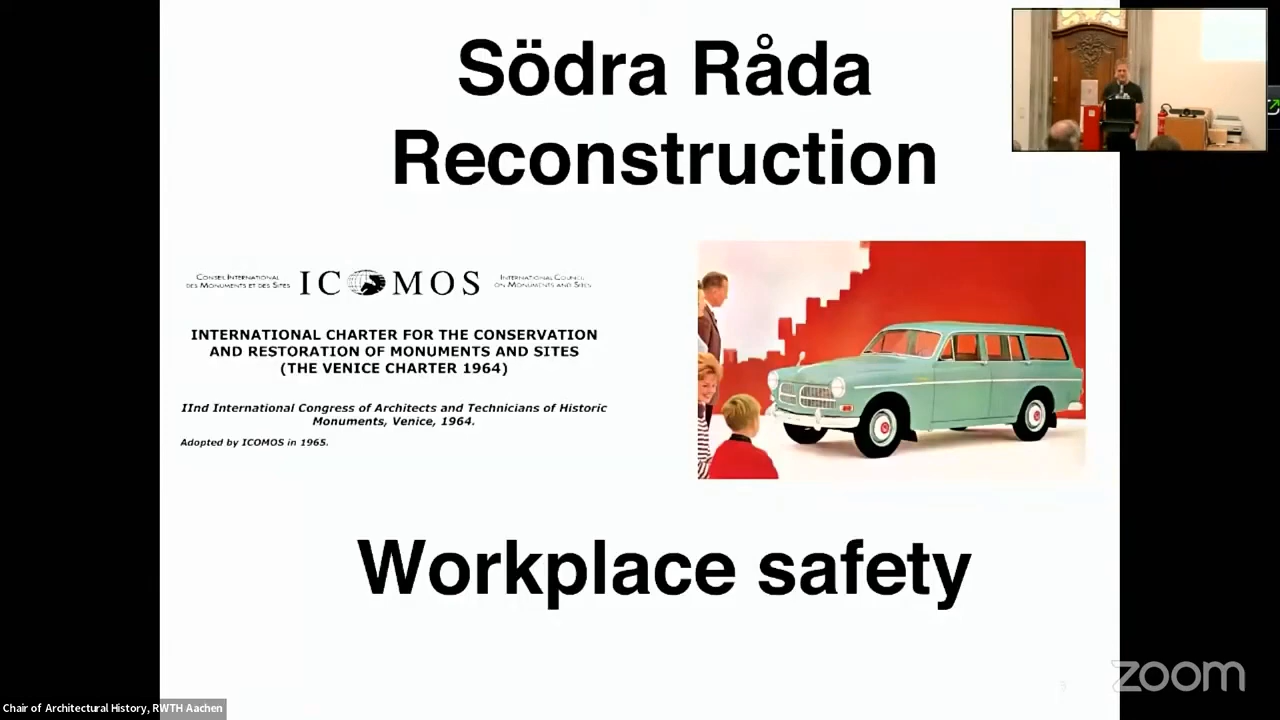 Södra Råda
Reconstruction
CONSEIL INTERNATIONAL
DES MONUMENTS ET DES SITES
ICOMOS
INTERNATIONAL COUNCIL
ON MONUMENTS AND SITES
INTERNATIONAL CHARTER FOR THE CONSERVATION
AND RESTORATION OF MONUMENTS AND SITES
(THE VENICE CHARTER 1964)
IInd International Congress of Architects and Technicians of Historic
Monuments, Venice, 1964.
Adopted by ICOMOS in 1965.
Workplace safety
zoom
Chair of Architectural History, RWTH Aachen